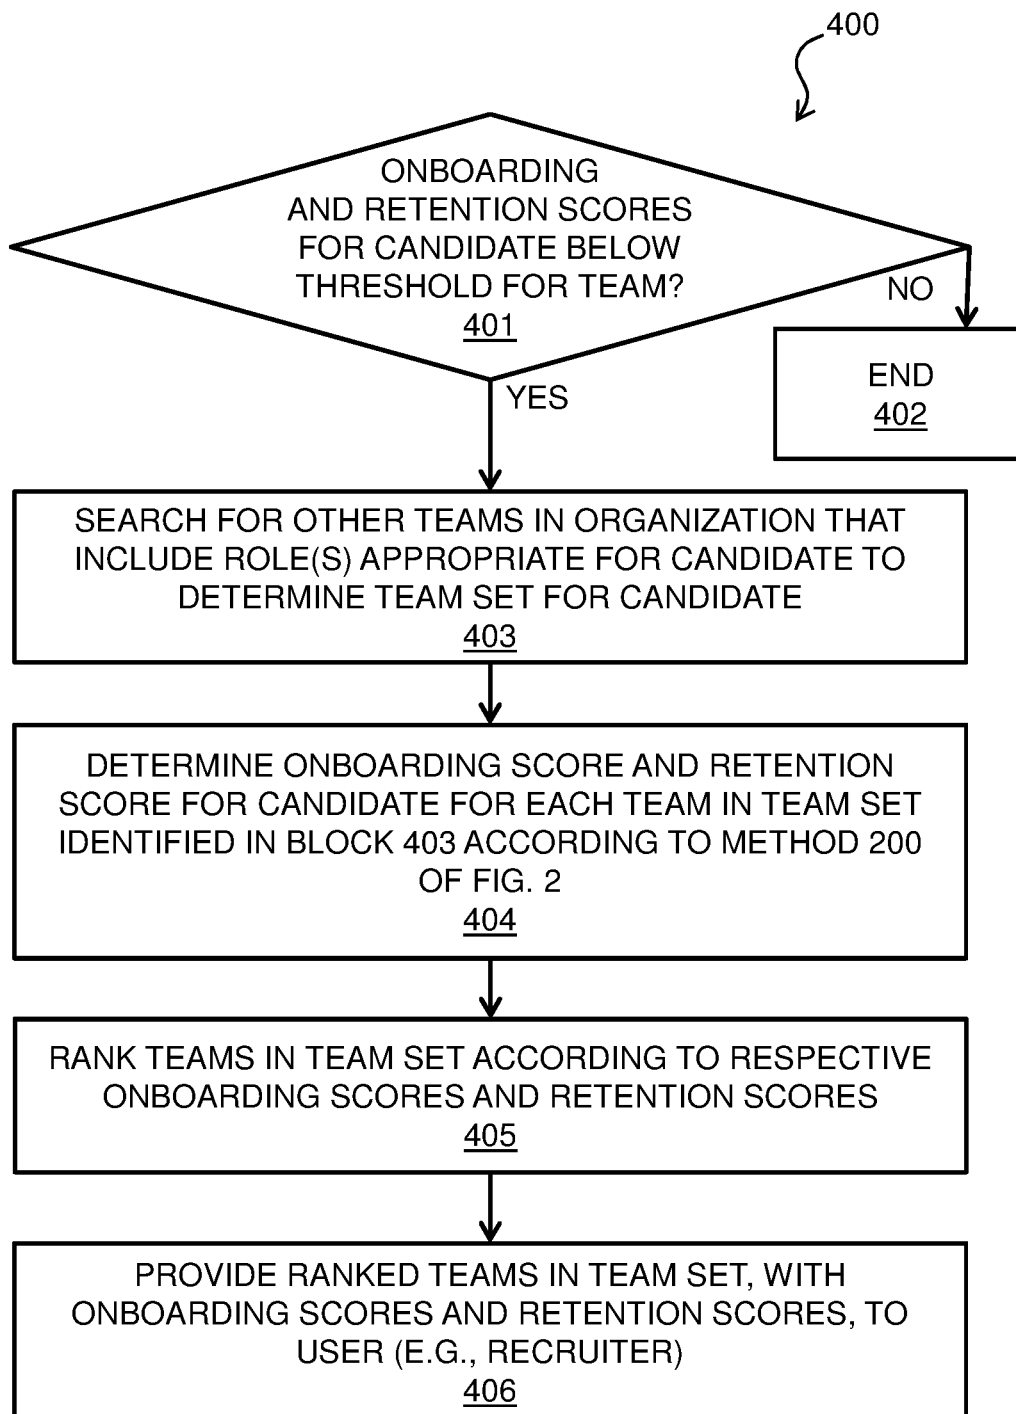 400
ONBOARDING
AND RETENTION SCORES
FOR CANDIDATE BELOW
THRESHOLD FOR TEAM?
401
NO
END
402
YES
SEARCH FOR OTHER TEAMS IN ORGANIZATION THAT
INCLUDE ROLE(S) APPROPRIATE FOR CANDIDATE TO
DETERMINE TEAM SET FOR CANDIDATE
403
DETERMINE ONBOARDING SCORE AND RETENTION
SCORE FOR CANDIDATE FOR EACH TEAM IN TEAM SET
IDENTIFIED IN BLOCK 403 ACCORDING TO METHOD 200
OF FIG. 2
404
RANK TEAMS IN TEAM SET ACCORDING TO RESPECTIVE
ONBOARDING SCORES AND RETENTION SCORES
405
PROVIDE RANKED TEAMS IN TEAM SET, WITH
ONBOARDING SCORES AND RETENTION SCORES, TO
USER (E.G., RECRUITER)
406